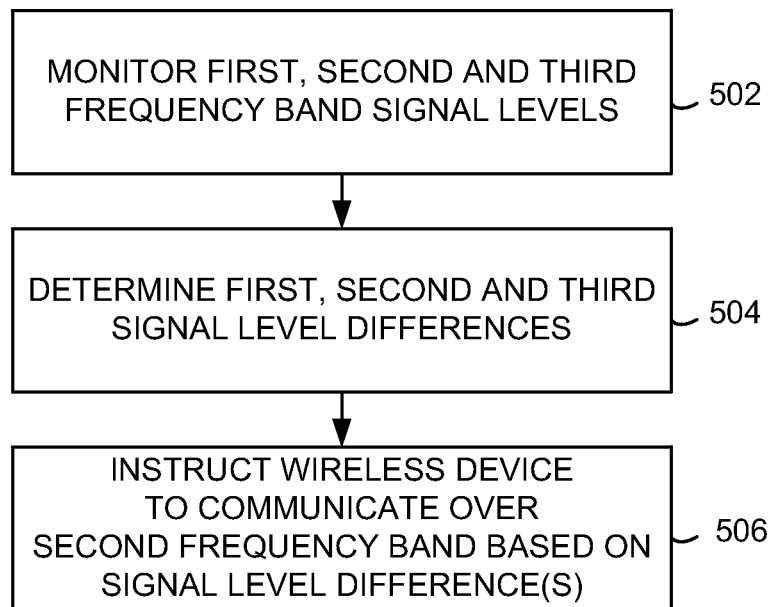 MONITOR FIRST, SECOND AND THIRD
FREQUENCY BAND SIGNAL LEVELS
502
DETERMINE FIRST, SECOND AND THIRD
SIGNAL LEVEL DIFFERENCES
504
INSTRUCT WIRELESS DEVICE
TO COMMUNICATE OVER
SECOND FREQUENCY BAND BASED ON
SIGNAL LEVEL DIFFERENCE(S)
506